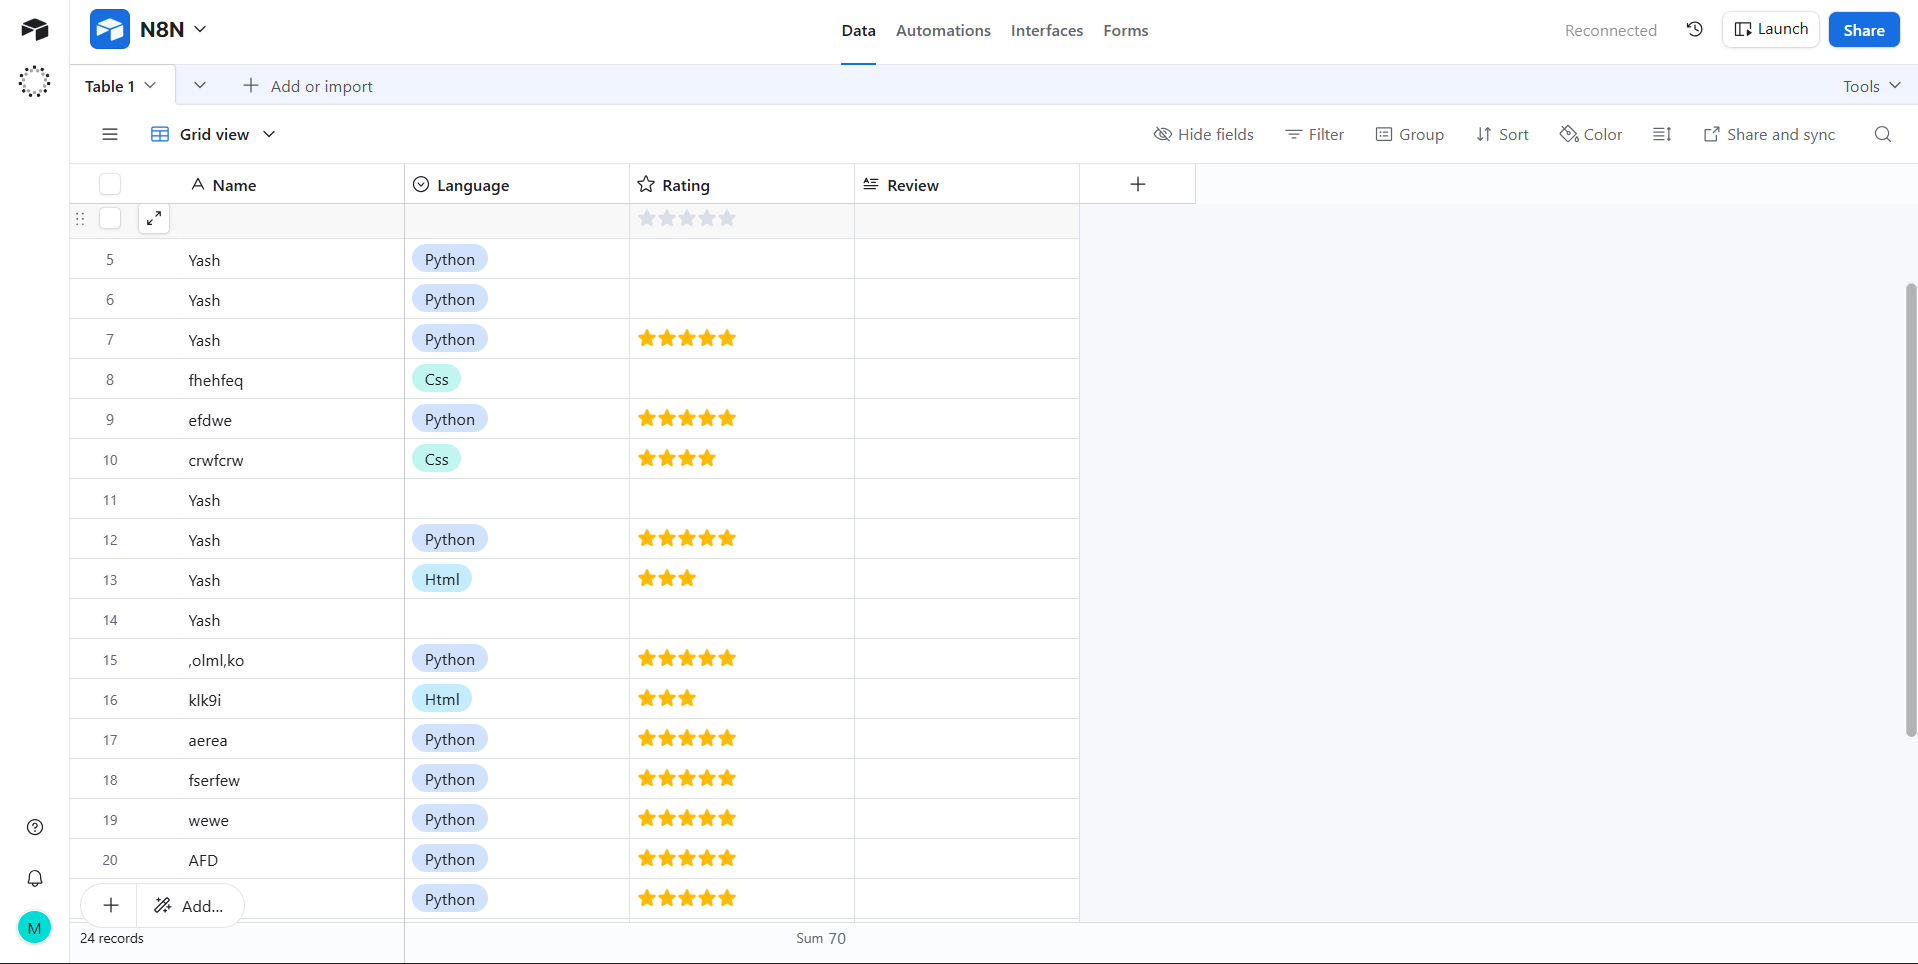 N8N
Data Automations Interfaces Forms
Reconnected Launch Share
Table 1 Add or import Tools
Grid view Hide fields Filter Group Sort Color Share and sync
Name Language Rating Review
5 Yash Python
6 Yash Python
7 Yash Python
8 fhehfeq Css
9 efdwe Python
10 crwfcrw Css
11 Yash
12 Yash Python
13 Yash Html
14 Yash
15 ,olml,ko Python
16 klk9i Html
17 aerea Python
18 fserfew Python
19 wewe Python
20 AFD Python
Add... Python
M
24 records Sum 70